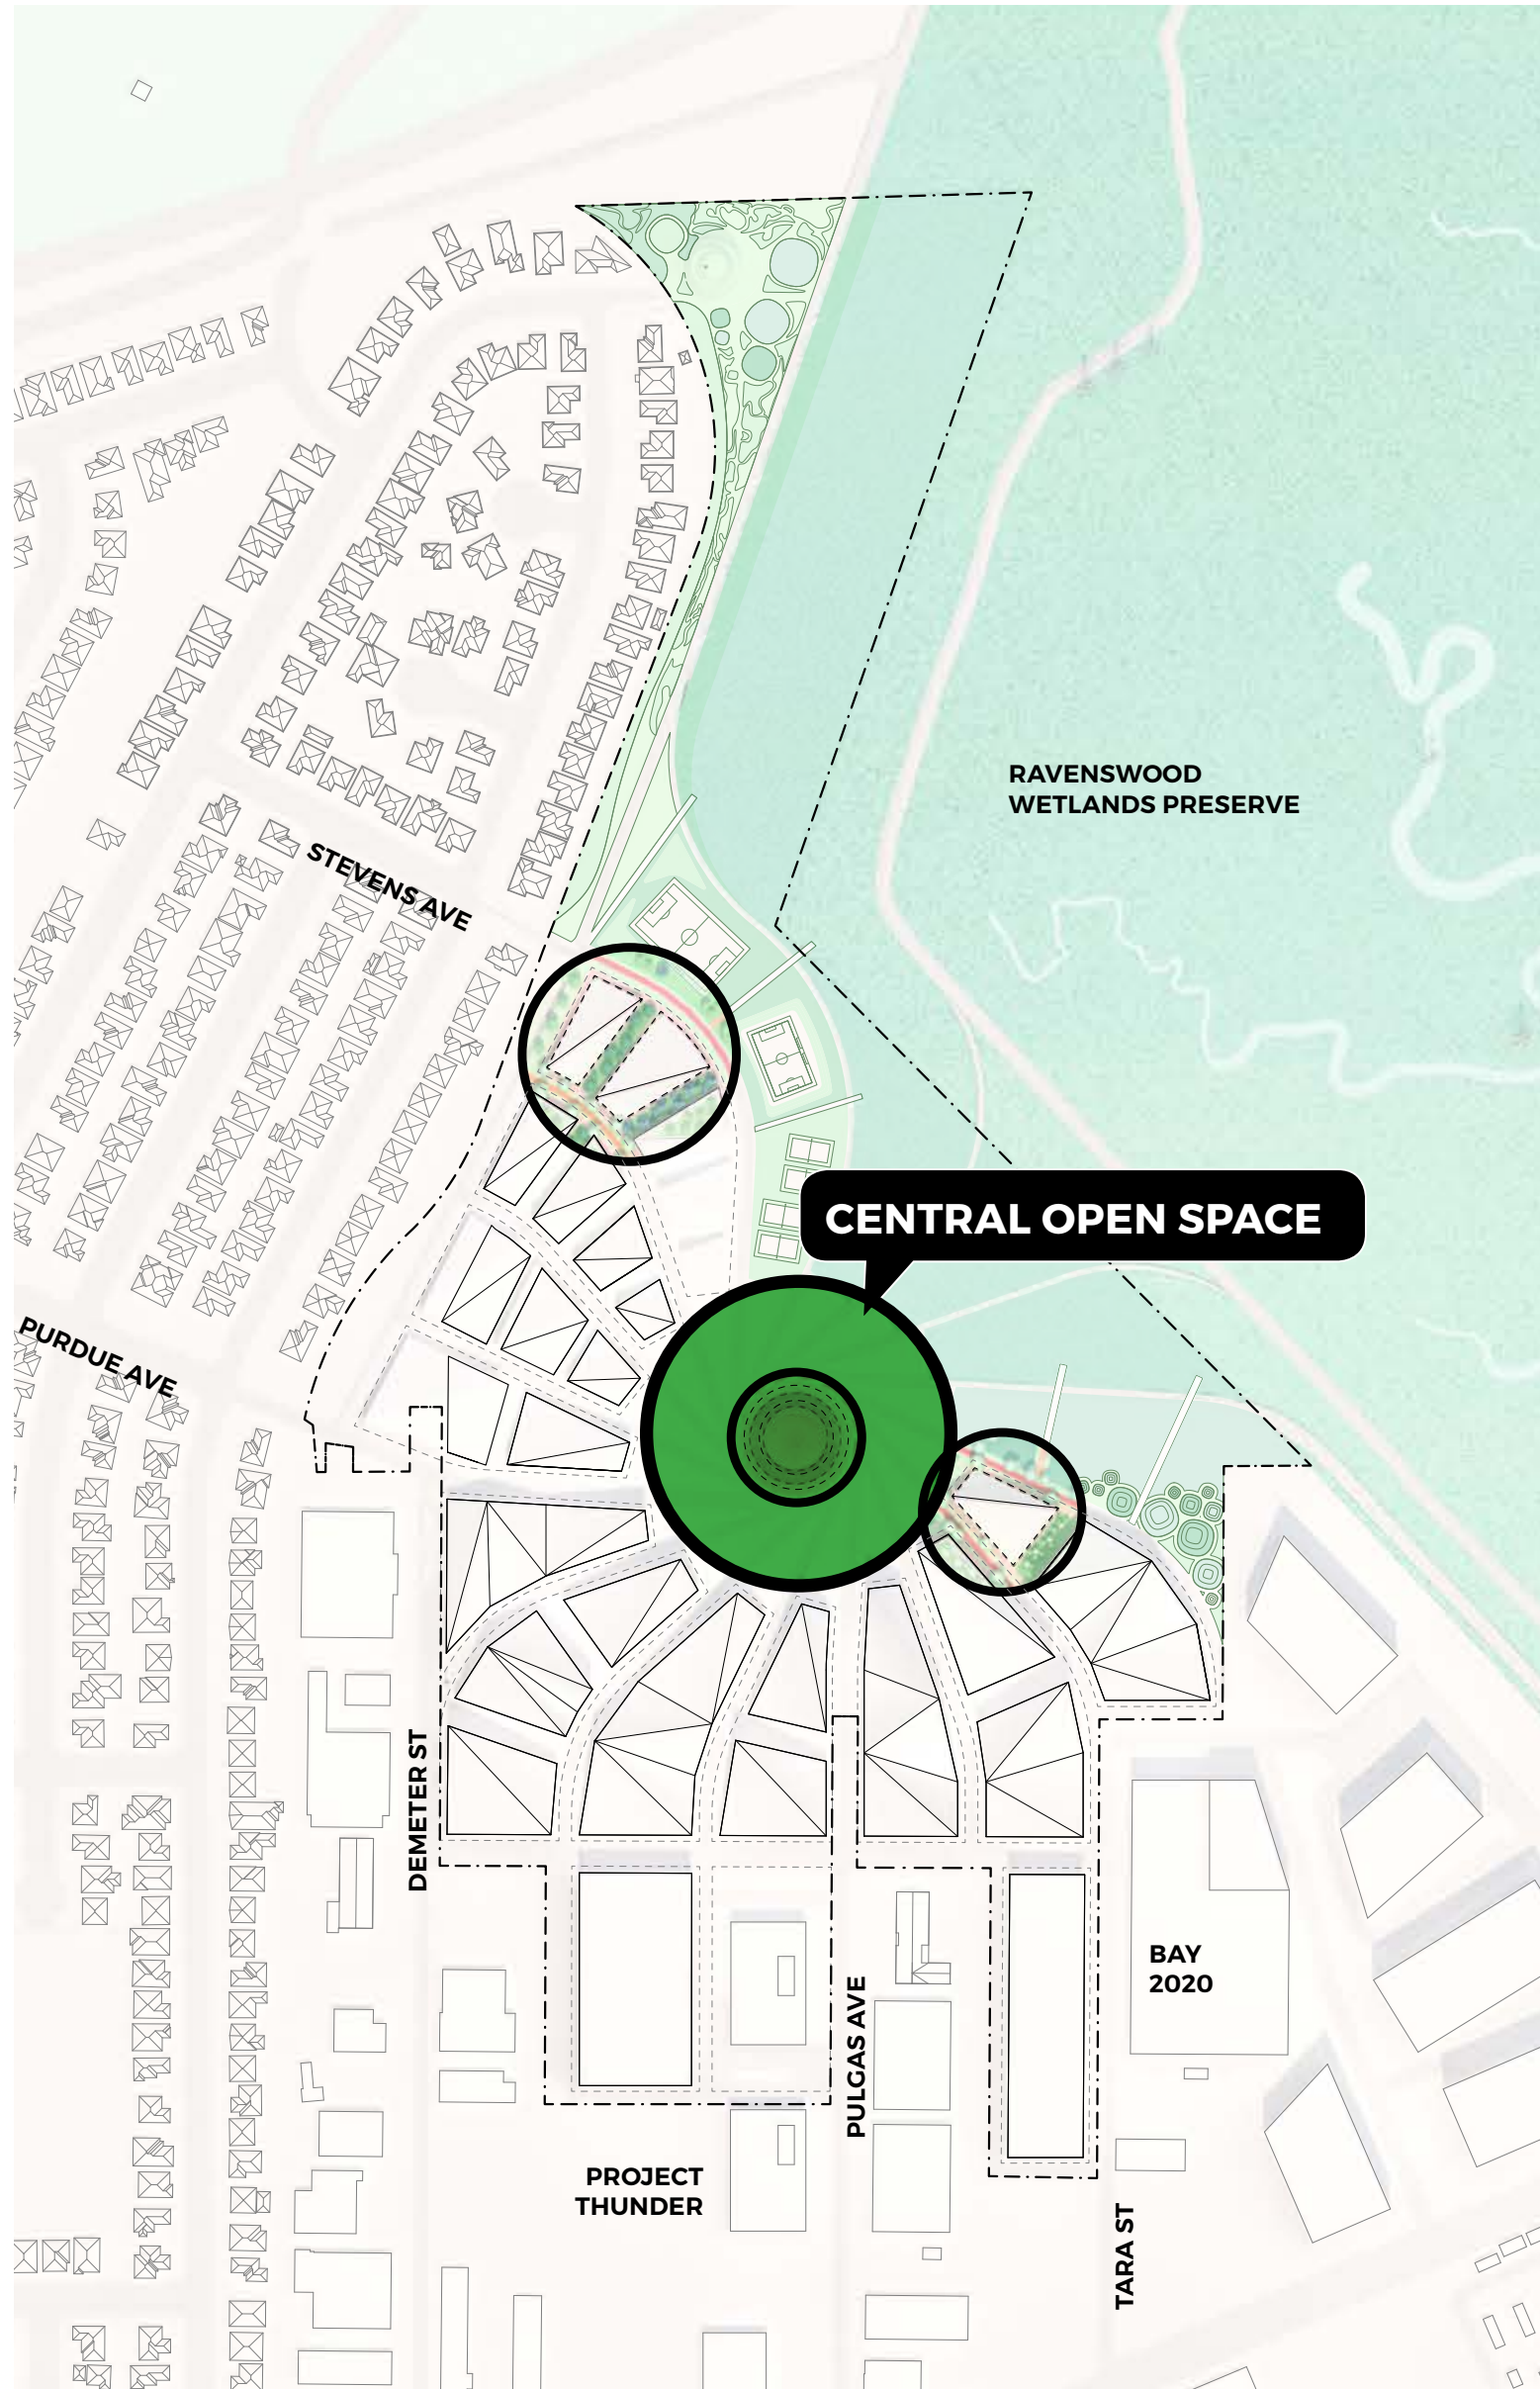 RAVENSWOOD
WETLANDS PRESERVE
STEVENS AVE
CENTRAL OPEN SPACE
PURDUE AVE
DEMETER ST
BAY
2020
PULGAS AVE
PROJECT
THUNDER
TARA ST